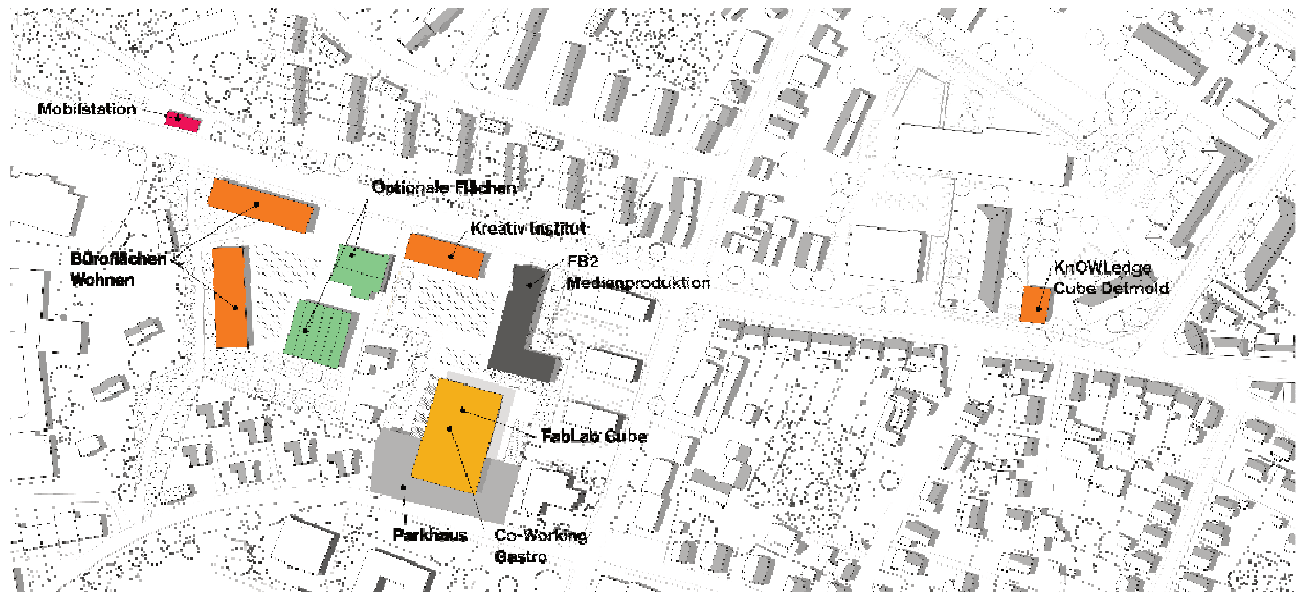 Mobilstation
Optionale Flächen
Kreativ Institut
Büroflächen
Wohnen
FB2
Medienproduktion
KnOWLedge
Cube Detmold
FabLab Cube
Parkhaus
Co-Working
Gastro